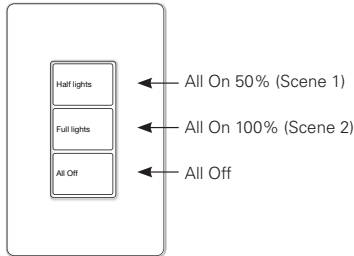 Half lights
All On 50% (Scene 1)
Full lights
All On 100% (Scene 2)
All Off
All Off